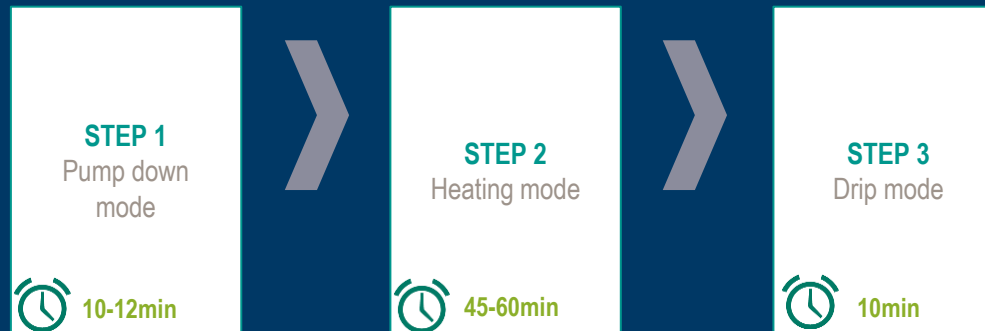 STEP 1
Pump down
mode
10-12min
STEP 2
Heating mode
45-60min
STEP 3
Drip mode
10min